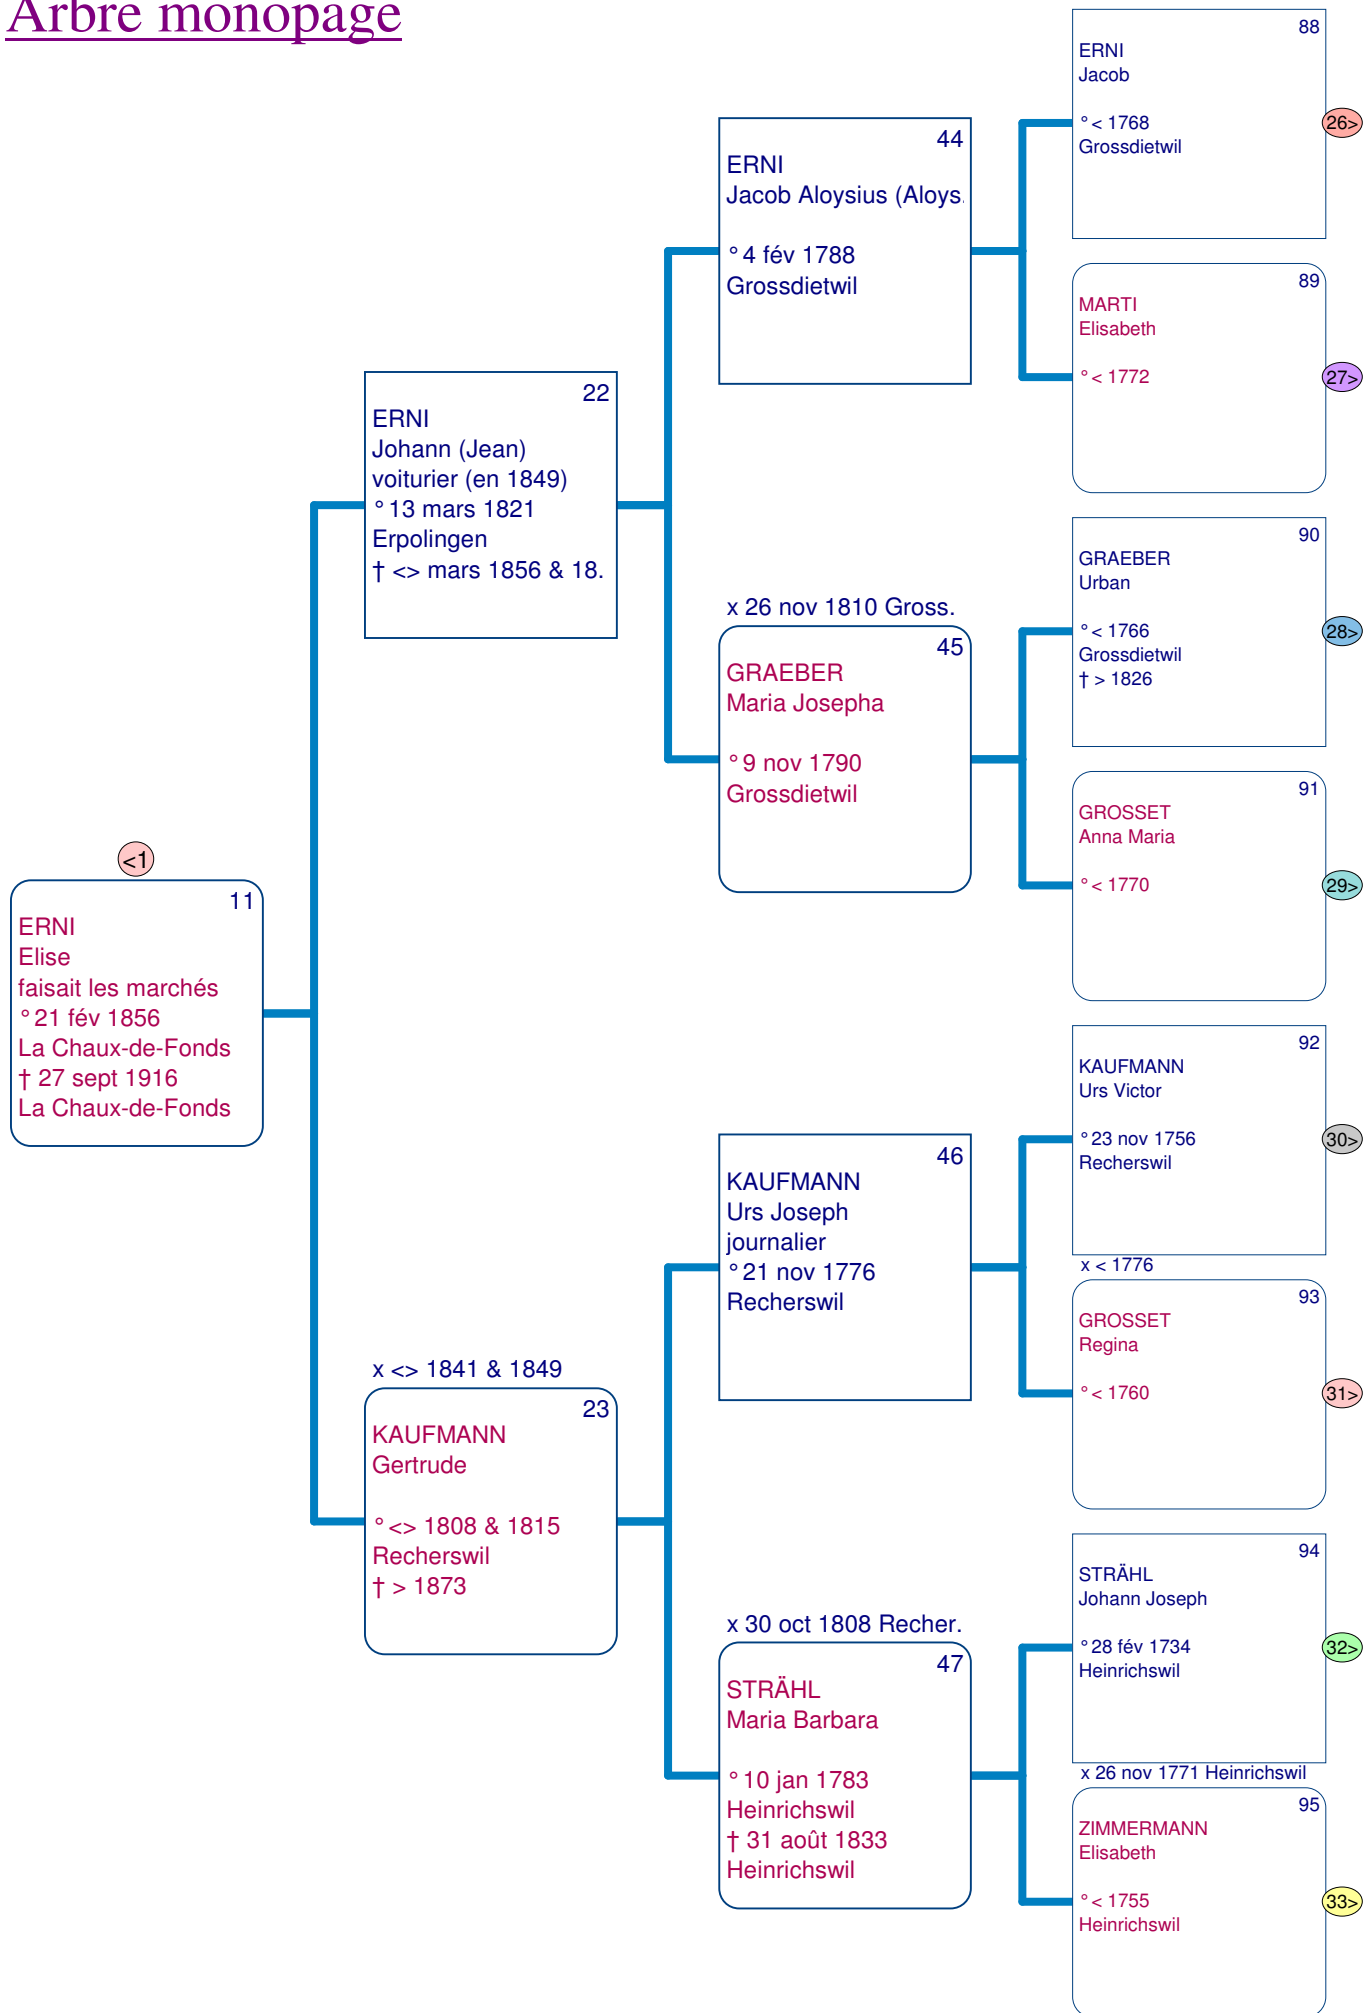 Arbre monopage
<1
11
ERNI
Elise
faisait les marchés
° 21 fév 1856
La Chaux-de-Fonds
† 27 sept 1916
La Chaux-de-Fonds
22
ERNI
Johann (Jean)
voiturier (en 1849)
° 13 mars 1821
Erpolingen
† <> mars 1856 & 18.
x <> 1841 & 1849
23
KAUFMANN
Gertrude
° <> 1808 & 1815
Recherswil
† > 1873
44
ERNI
Jacob Aloysius (Aloys.
° 4 fév 1788
Grossdietwil
x 26 nov 1810 Gross.
45
GRAEBER
Maria Josepha
° 9 nov 1790
Grossdietwil
46
KAUFMANN
Urs Joseph
journalier
° 21 nov 1776
Recherswil
x 30 oct 1808 Recher.
47
STRÄHL
Maria Barbara
° 10 jan 1783
Heinrichswil
† 31 août 1833
Heinrichswil
88
ERNI
Jacob
° < 1768
Grossdietwil
26>
89
MARTI
Elisabeth
° < 1772
27>
90
GRAEBER
Urban
° < 1766
Grossdietwil
† > 1826
28>
91
GROSSET
Anna Maria
° < 1770
29>
92
KAUFMANN
Urs Victor
° 23 nov 1756
Recherswil
30>
x < 1776
93
GROSSET
Regina
° < 1760
31>
94
STRÄHL
Johann Joseph
° 28 fév 1734
Heinrichswil
32>
x 26 nov 1771 Heinrichswil
95
ZIMMERMANN
Elisabeth
° < 1755
Heinrichswil
33>